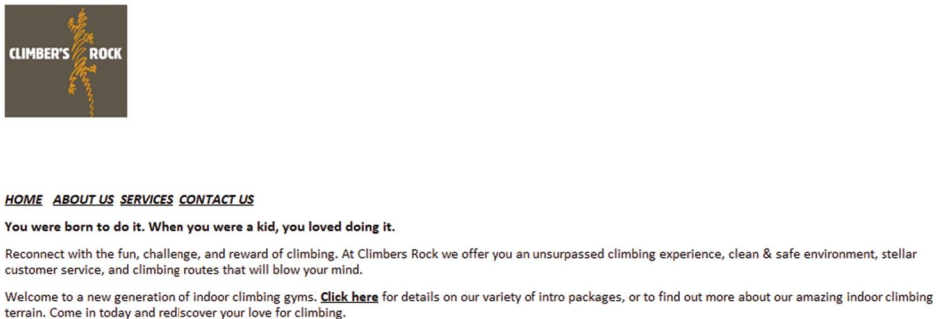 CLIMBER'S ROCK
HOME ABOUT US SERVICES CONTACT US
You were born to do it. When you were a kid, you loved doing it.
Reconnect with the fun, challenge, and reward of climbing. At Climbers Rock we offer you an unsurpassed climbing experience, clean & safe environment, stellar
customer service, and climbing routes that will blow your mind.
Welcome to a new generation of indoor climbing gyms. Click here for details on our variety of intro packages, or to find out more about our amazing indoor climbing
terrain. Come in today and rediscover your love for climbing.